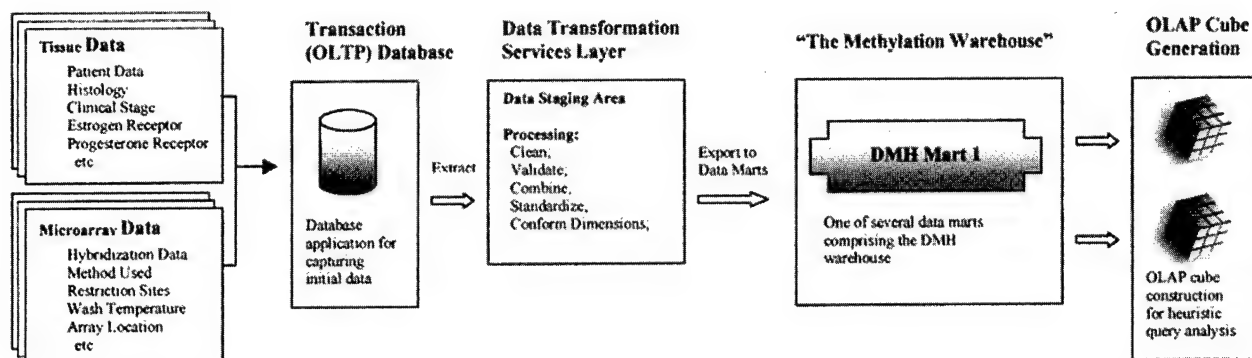 Tissue Data
Patient Data
Histology
Clinical Stage
Estrogen Receptor
Progesterone Receptor
etc
Microarray Data
Hybridization Data
Method Used
Restriction Sites
Wash Temperature
Array Location
etc
Transaction
(OLTP) Database
Database
application for
capturing
initial data
Extract
Data Transformation
Services Layer
Data Staging Area
Processing:
Clean;
Validate;
Combine;
Standardize;
Conform Dimensions;
Export to
Data Marts
"The Methylation Warehouse"
DMH Mart 1
One of several data marts
comprising the DMH
warehouse
OLAP Cube
Generation
OLAP cube
construction
for heuristic
query analysis